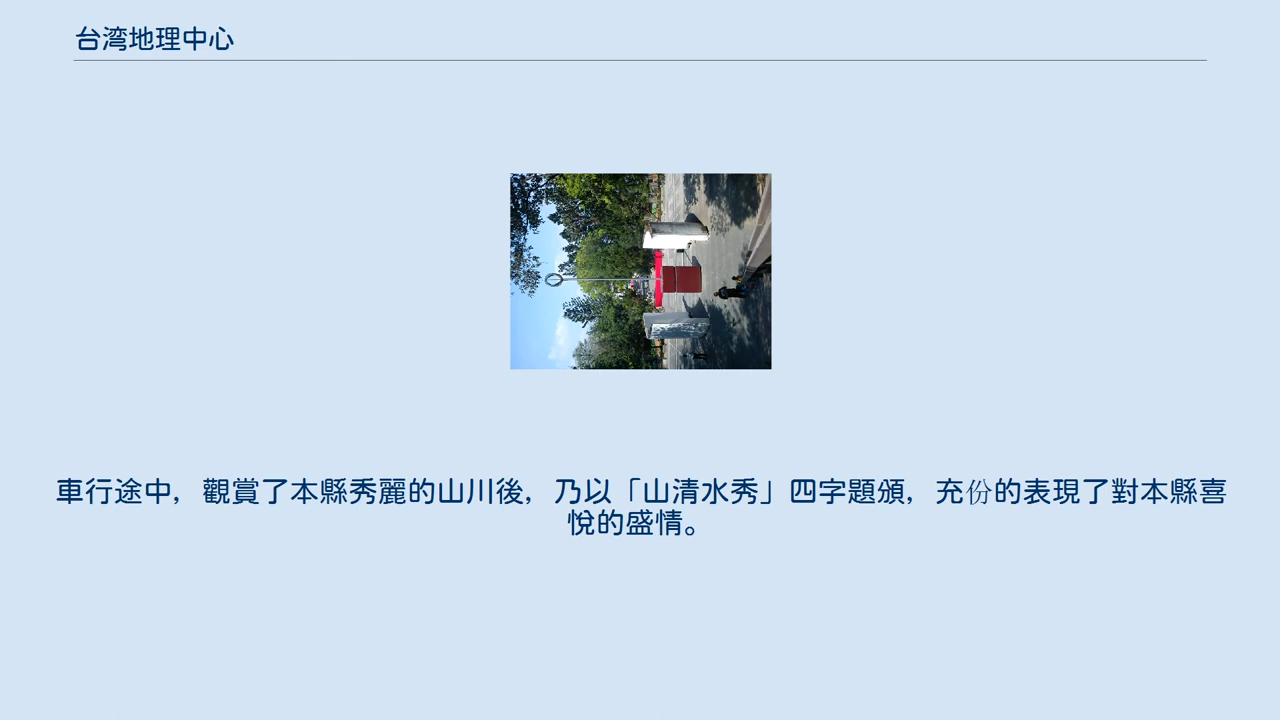 台湾地理中心
車行途中，觀賞了本縣秀麗的山川後，乃以「山清水秀」四字題頒，充份的表現了對本縣喜
悅的盛情。